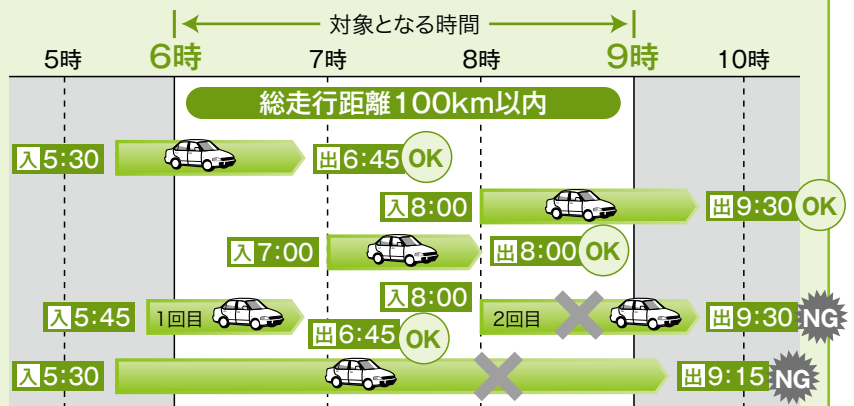 対象となる時間
5時 6時 7時 8時 9時 10時
総走行距離100km以内
入5:30 出6:45 OK
入8:00 出9:30 OK
入7:00 出8:00 OK
入5:45 1回目 出6:45 OK 入8:00 2回目 出9:30 NG
入5:30 出9:15 NG